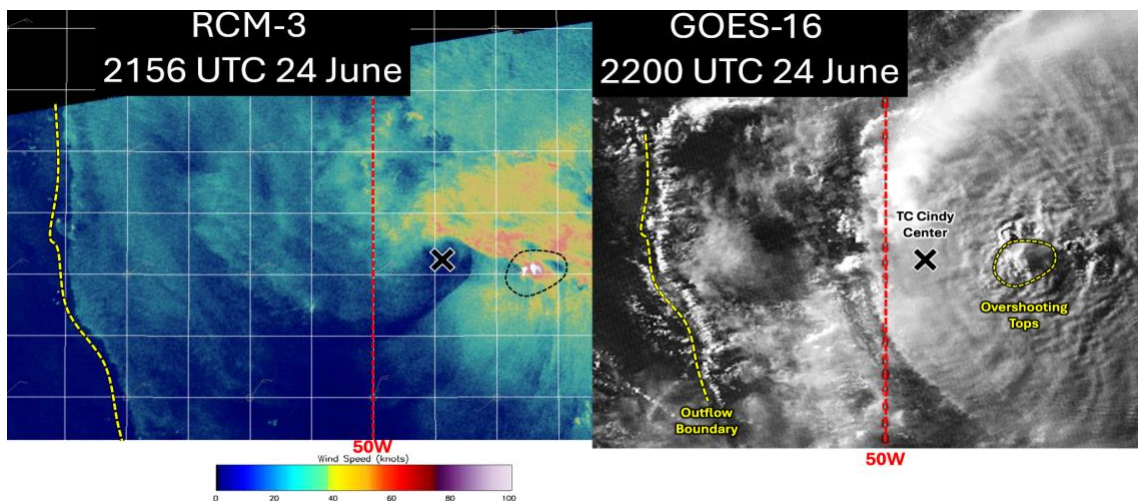 RCM-3
2156 UTC 24 June
GOES-16
2200 UTC 24 June
TC Cindy
Center
Overshooting
Tops
Outflow
Boundary
50W
50W
Wind Speed (knots)
0 20 40 60 80 100